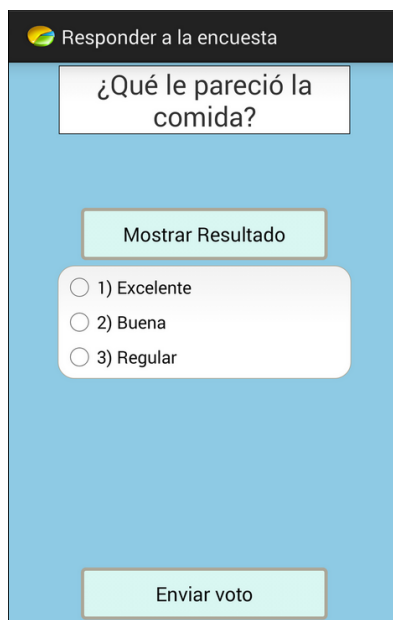 Responder a la encuesta
¿Qué le pareció la
comida?
Mostrar Resultado
1) Excelente
2) Buena
3) Regular
Enviar voto